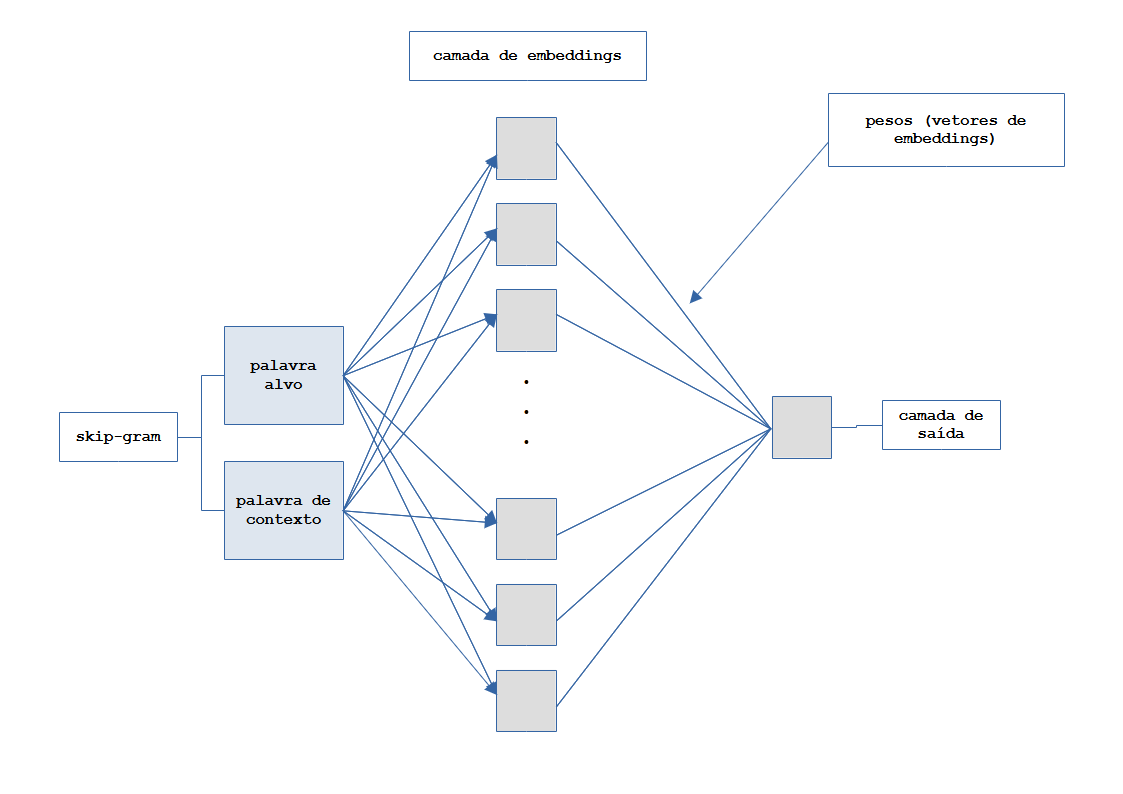 camada de embeddings
pesos (vetores de
embeddings)
palavra
alvo
skip-gram
palavra de
contexto
camada de
saída